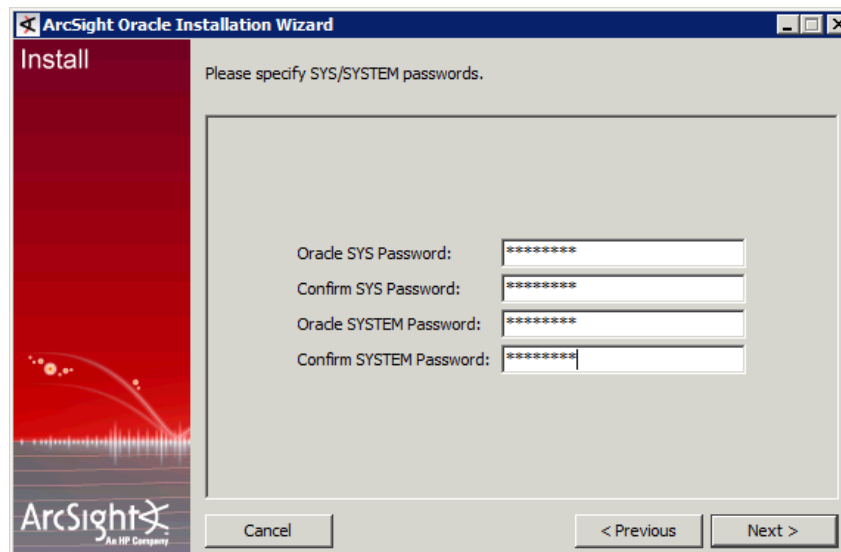 ArcSight Oracle Installation Wizard
Install
Please specify SYS/SYSTEM passwords.
Oracle SYS Password: ********
Confirm SYS Password: ********
Oracle SYSTEM Password: ********
Confirm SYSTEM Password: ********
ArcSight
An HP Company
Cancel
< Previous
Next >